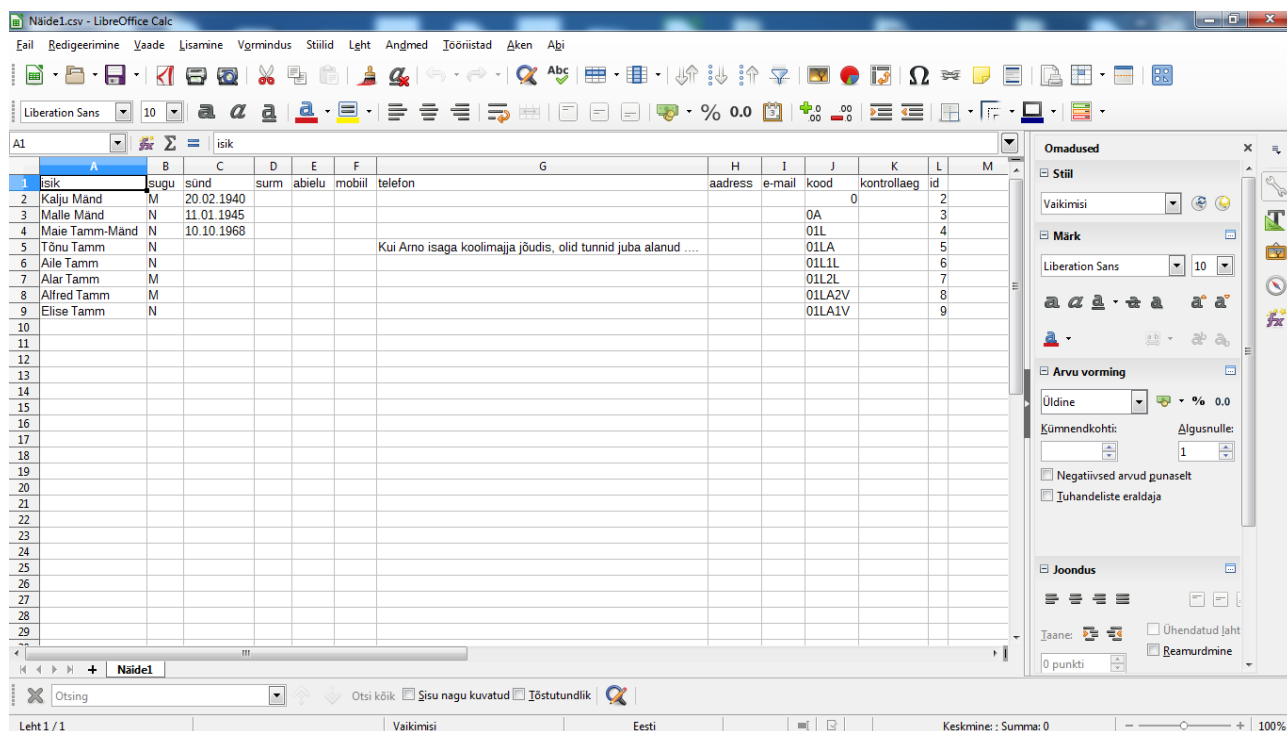 Näide1.csv - LibreOffice Calc
Fail Redigeerimine Vaade Lisamine Vormindus Stiilid Leht Andmed Tööriistad Aken Abi
Liberation Sans 10 a a a a % 0.0
A1 isik
A B C D E F G H I J K L M
1 isik sugu sünd surm abielu mobiil telefon aadress e-mail kood kontrollaeg id
2 Kalju Mänd M 20.02.1940 0 2
3 Malle Mänd N 11.01.1945 0A 3
4 Maie Tamm-Mänd N 10.10.1968 01L 4
5 Tõnu Tamm N Kui Arno isaga koolimajja jõudis, olid tunnid juba alanud .... 01LA 5
6 Aile Tamm N 01L1L 6
7 Alar Tamm M 01L2L 7
8 Alfred Tamm M 01LA2V 8
9 Elise Tamm N 01LA1V 9
10
11
12
13
14
15
16
17
18
19
20
21
22
23
24
25
26
27
28
29
Näide1
Otsing Otsi kõik Sisu nagu kuvatud Tõstutundlik
Leht 1 / 1 Vaikimisi Eesti Keskmine: ; Summa: 0 100%
Omadused
Stiil
Vaikimisi
Märk
Liberation Sans 10
Arvu vorming
Üldine % 0.0
Kümnendkohti: Algusnulle:
1
Negatiivsed arvud punaselt
Tuhandeliste eraldaja
Joondus
Taane: Ühendatud laht
0 punkti Reamurdmine